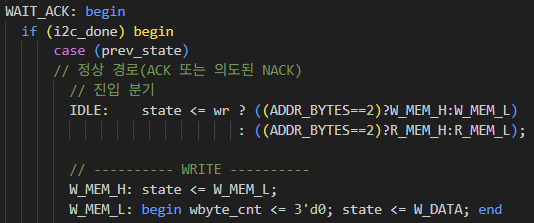 WAIT_ACK: begin
if (i2c_done) begin
case (prev_state)
// 정상 경로(ACK 또는 의도된 NACK)
// 진입 분기
IDLE: state <= wr ? ((ADDR_BYTES==2)?W_MEM_H:W_MEM_L)
: ((ADDR_BYTES==2)?R_MEM_H:R_MEM_L);
// ---------- WRITE ----------
W_MEM_H: state <= W_MEM_L;
W_MEM_L: begin wbyte_cnt <= 3'd0; state <= W_DATA; end